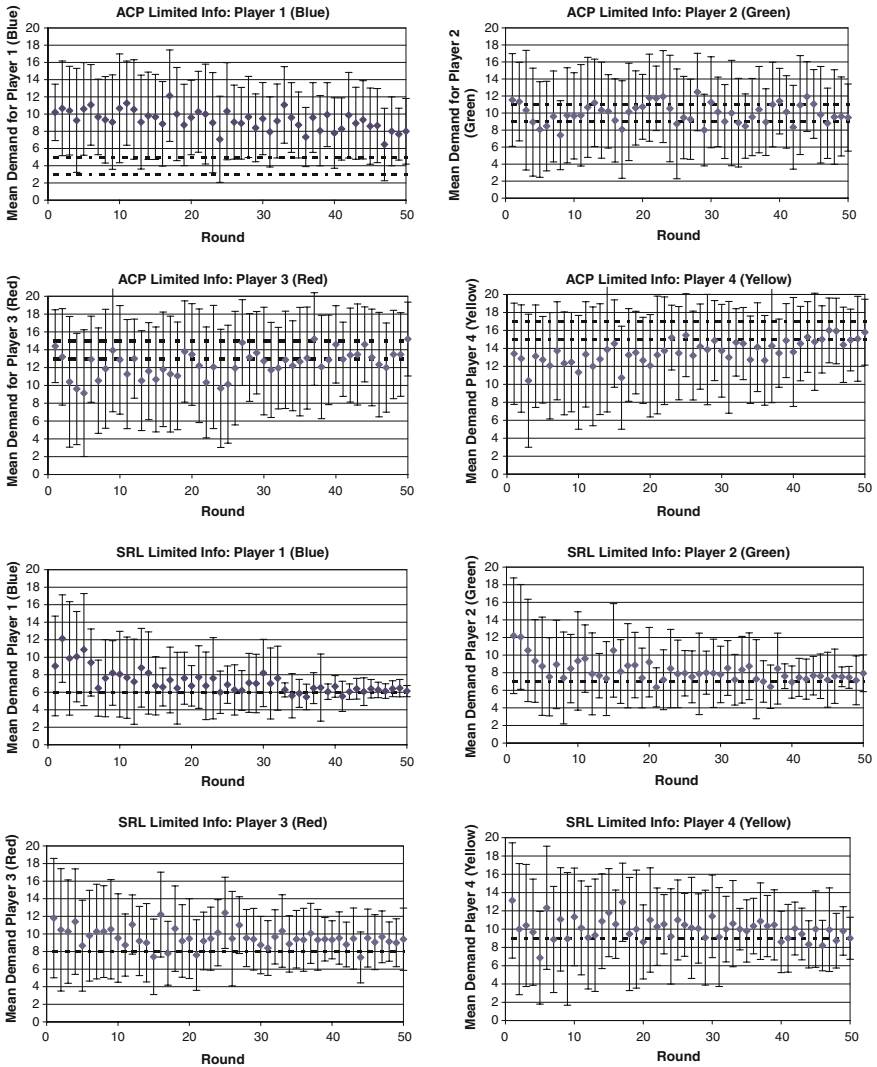 ACP Limited Info: Player 1 (Blue)
Mean Demand for Player 1 (Blue)
20
18
16
14
12
10
8
6
4
2
0
0 10 20 30 40 50
Round
ACP Limited Info: Player 2 (Green)
Mean Demand for Player 2
(Green)
20
18
16
14
12
10
8
6
4
2
0
0 10 20 30 40 50
Round
ACP Limited Info: Player 3 (Red)
Mean Demand for Player 3 (Red)
20
18
16
14
12
10
8
6
4
2
0
0 10 20 30 40 50
Round
ACP Limited Info: Player 4 (Yellow)
Mean Demand Player 4 (Yellow)
20
18
16
14
12
10
8
6
4
2
0
0 10 20 30 40 50
Round
SRL Limited Info: Player 1 (Blue)
Mean Demand Player 1 (Blue)
20
18
16
14
12
10
8
6
4
2
0
0 10 20 30 40 50
Round
SRL Limited Info: Player 2 (Green)
Mean Demand Player 2 (Green)
20
18
16
14
12
10
8
6
4
2
0
0 10 20 30 40 50
Round
SRL Limited Info: Player 3 (Red)
Mean Demand Player 3 (Red)
20
18
16
14
12
10
8
6
4
2
0
0 10 20 30 40 50
Round
SRL Limited Info: Player 4 (Yellow)
Mean Demand Player 4 (Yellow)
20
18
16
14
12
10
8
6
4
2
0
0 10 20 30 40 50
Round